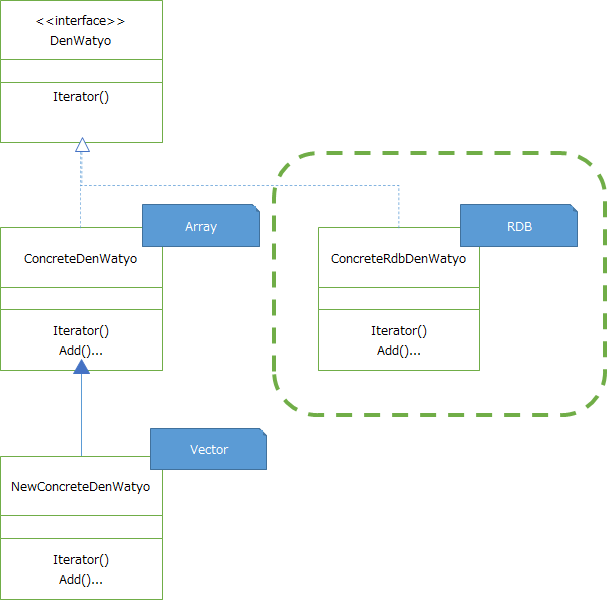 <<interface>>
DenWatyo
Iterator()
Array
ConcreteDenWatyo
Iterator()
Add()...
RDB
ConcreteRdbDenWatyo
Iterator()
Add()...
Vector
NewConcreteDenWatyo
Iterator()
Add()...